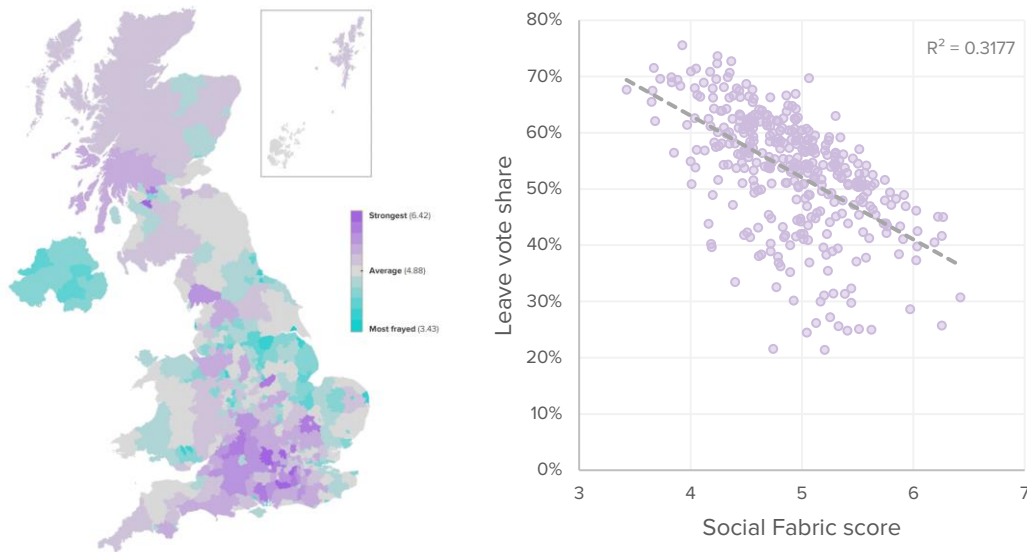 Strongest (6.42)
Average (4.88)
Most frayed (3.43)
Leave vote share
80%
70%
60%
50%
40%
30%
20%
10%
0%
R² = 0.3177
3 4 5 6 7
Social Fabric score